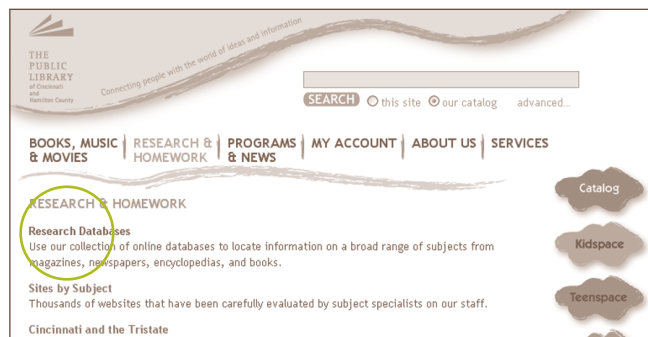 THE
PUBLIC
LIBRARY
of Cincinnati
and
Hamilton County
Connecting people with the world of ideas and information
SEARCH this site our catalog advanced...
BOOKS, MUSIC & MOVIES
RESEARCH & HOMEWORK
PROGRAMS & NEWS
MY ACCOUNT
ABOUT US
SERVICES
RESEARCH & HOMEWORK
Research Databases
Use our collection of online databases to locate information on a broad range of subjects from
magazines, newspapers, encyclopedias, and books.
Sites by Subject
Thousands of websites that have been carefully evaluated by subject specialists on our staff.
Cincinnati and the Tristate
Catalog
Kidspace
Teenspace